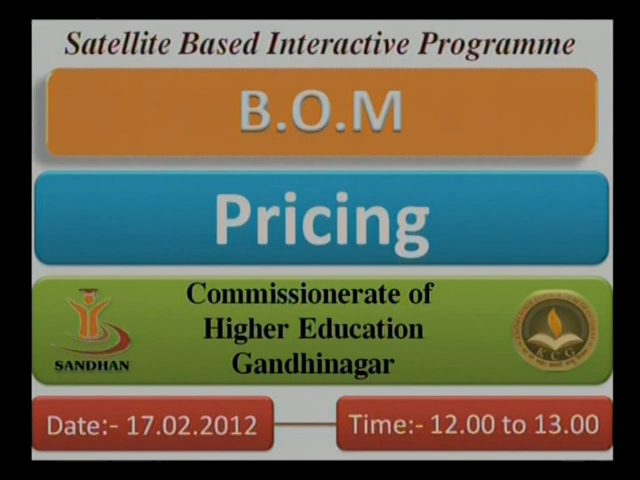 Satellite Based Interactive Programme
B.O.M
Pricing
Commissionerate of
Higher Education
Gandhinagar
SANDHAN
KCG
Date:- 17.02.2012
Time:- 12.00 to 13.00